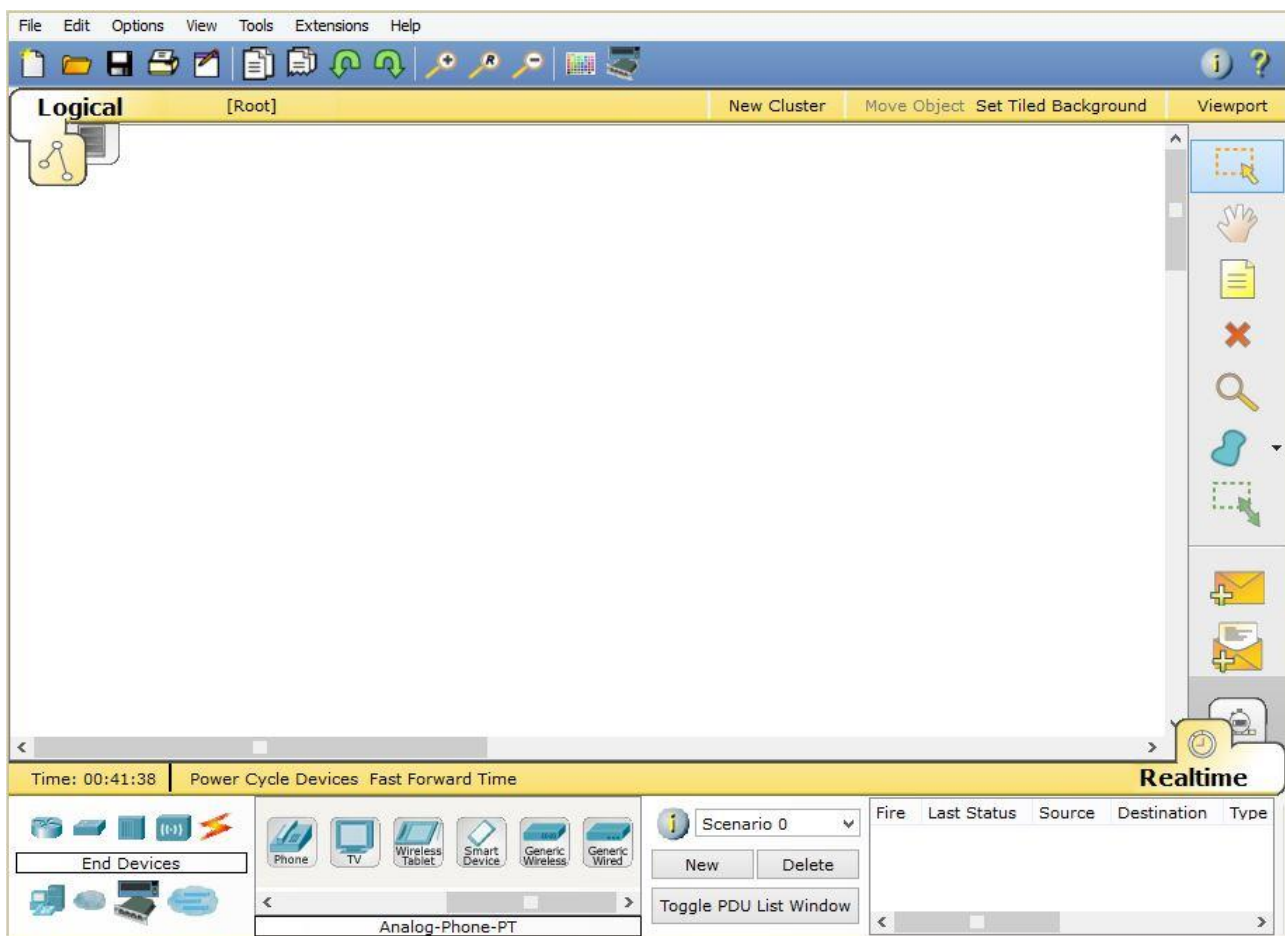 File Edit Options View Tools Extensions Help
R
i ?
Logical [Root] New Cluster Move Object Set Tiled Background Viewport
Time: 00:41:38 Power Cycle Devices Fast Forward Time Realtime
End Devices
Phone TV Wireless Tablet Smart Device Generic Wireless Generic Wired
Analog-Phone-PT
i Scenario 0
New Delete
Toggle PDU List Window
Fire Last Status Source Destination Type